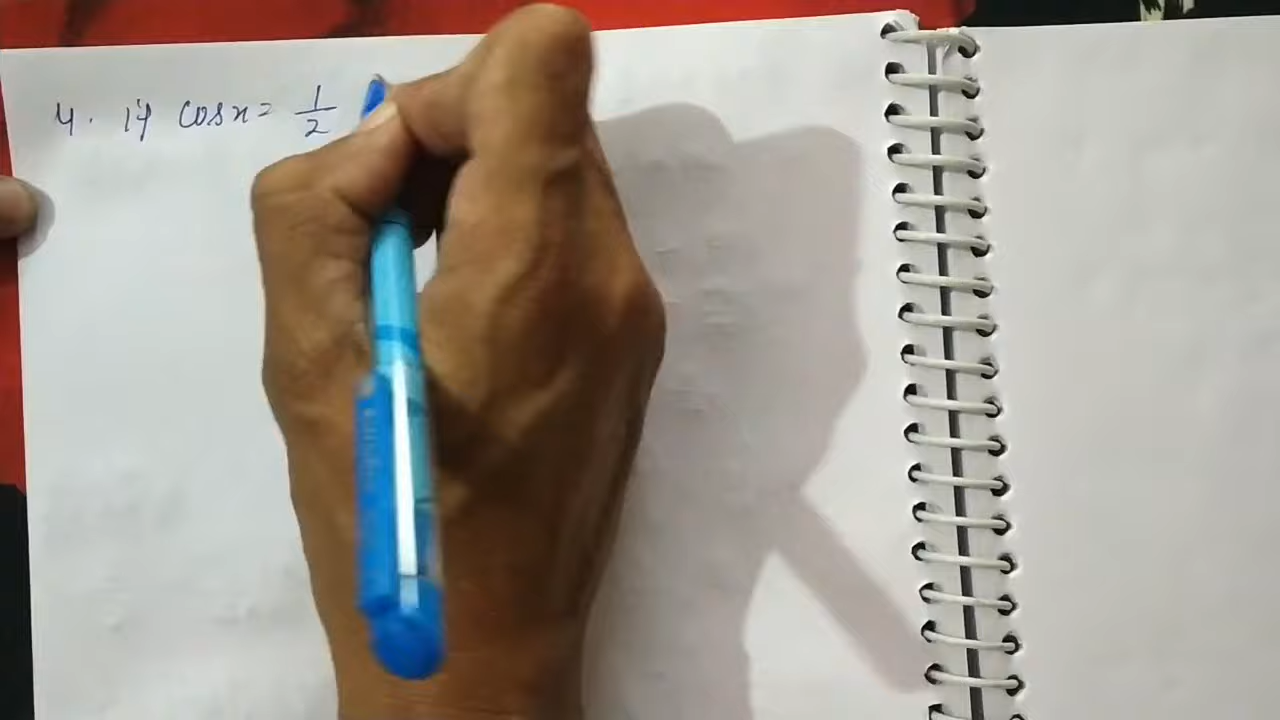 4. if cosx = 1/2